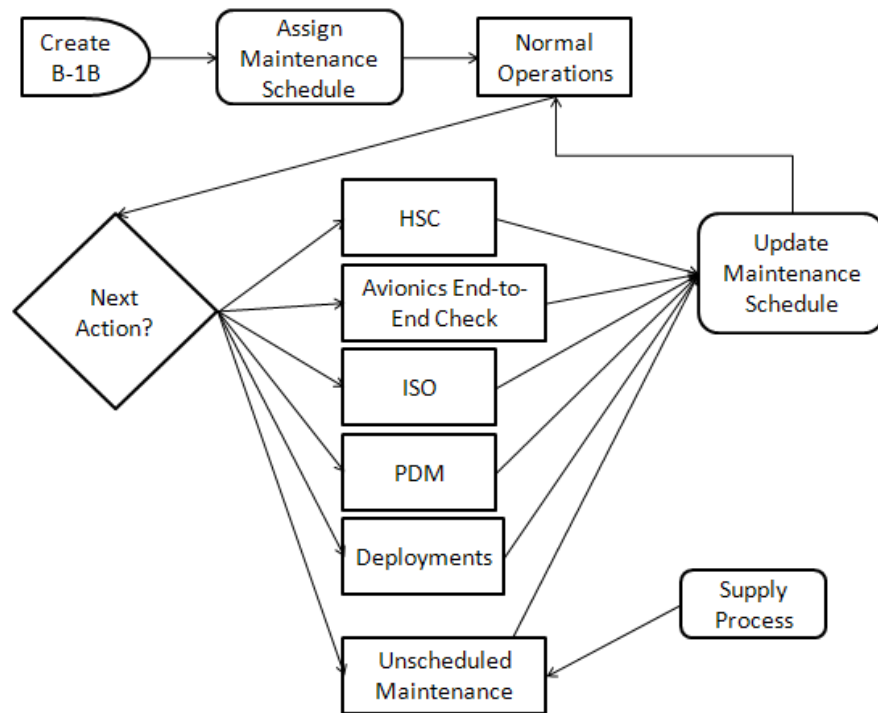 Create
B-1B
Assign
Maintenance
Schedule
Normal
Operations
Next
Action?
HSC
Avionics End-to-
End Check
ISO
PDM
Deployments
Unscheduled
Maintenance
Update
Maintenance
Schedule
Supply
Process